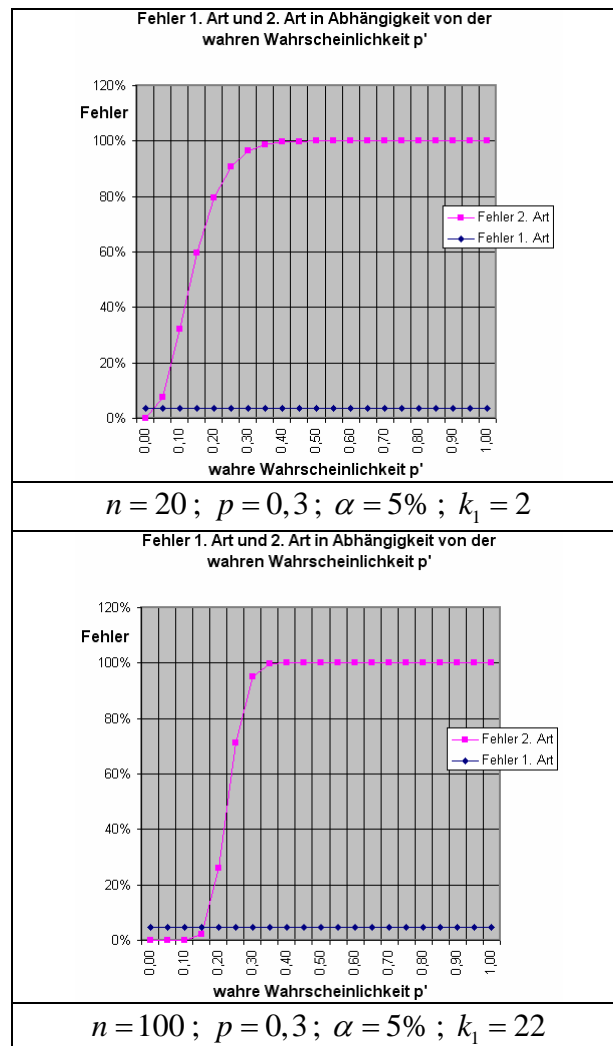 Fehler 1. Art und 2. Art in Abhängigkeit von der
wahren Wahrscheinlichkeit p'
120%
Fehler
100%
80%
60%
40%
20%
0%
Fehler 2. Art
Fehler 1. Art
0,00
0,10
0,20
0,30
0,40
0,50
0,60
0,70
0,80
0,90
1,00
wahre Wahrscheinlichkeit p'
n = 20 ; p = 0,3 ; α = 5% ; k₁ = 2
Fehler 1. Art und 2. Art in Abhängigkeit von der
wahren Wahrscheinlichkeit p'
120%
Fehler
100%
80%
60%
40%
20%
0%
Fehler 2. Art
Fehler 1. Art
0,00
0,10
0,20
0,30
0,40
0,50
0,60
0,70
0,80
0,90
1,00
wahre Wahrscheinlichkeit p'
n = 100 ; p = 0,3 ; α = 5% ; k₁ = 22